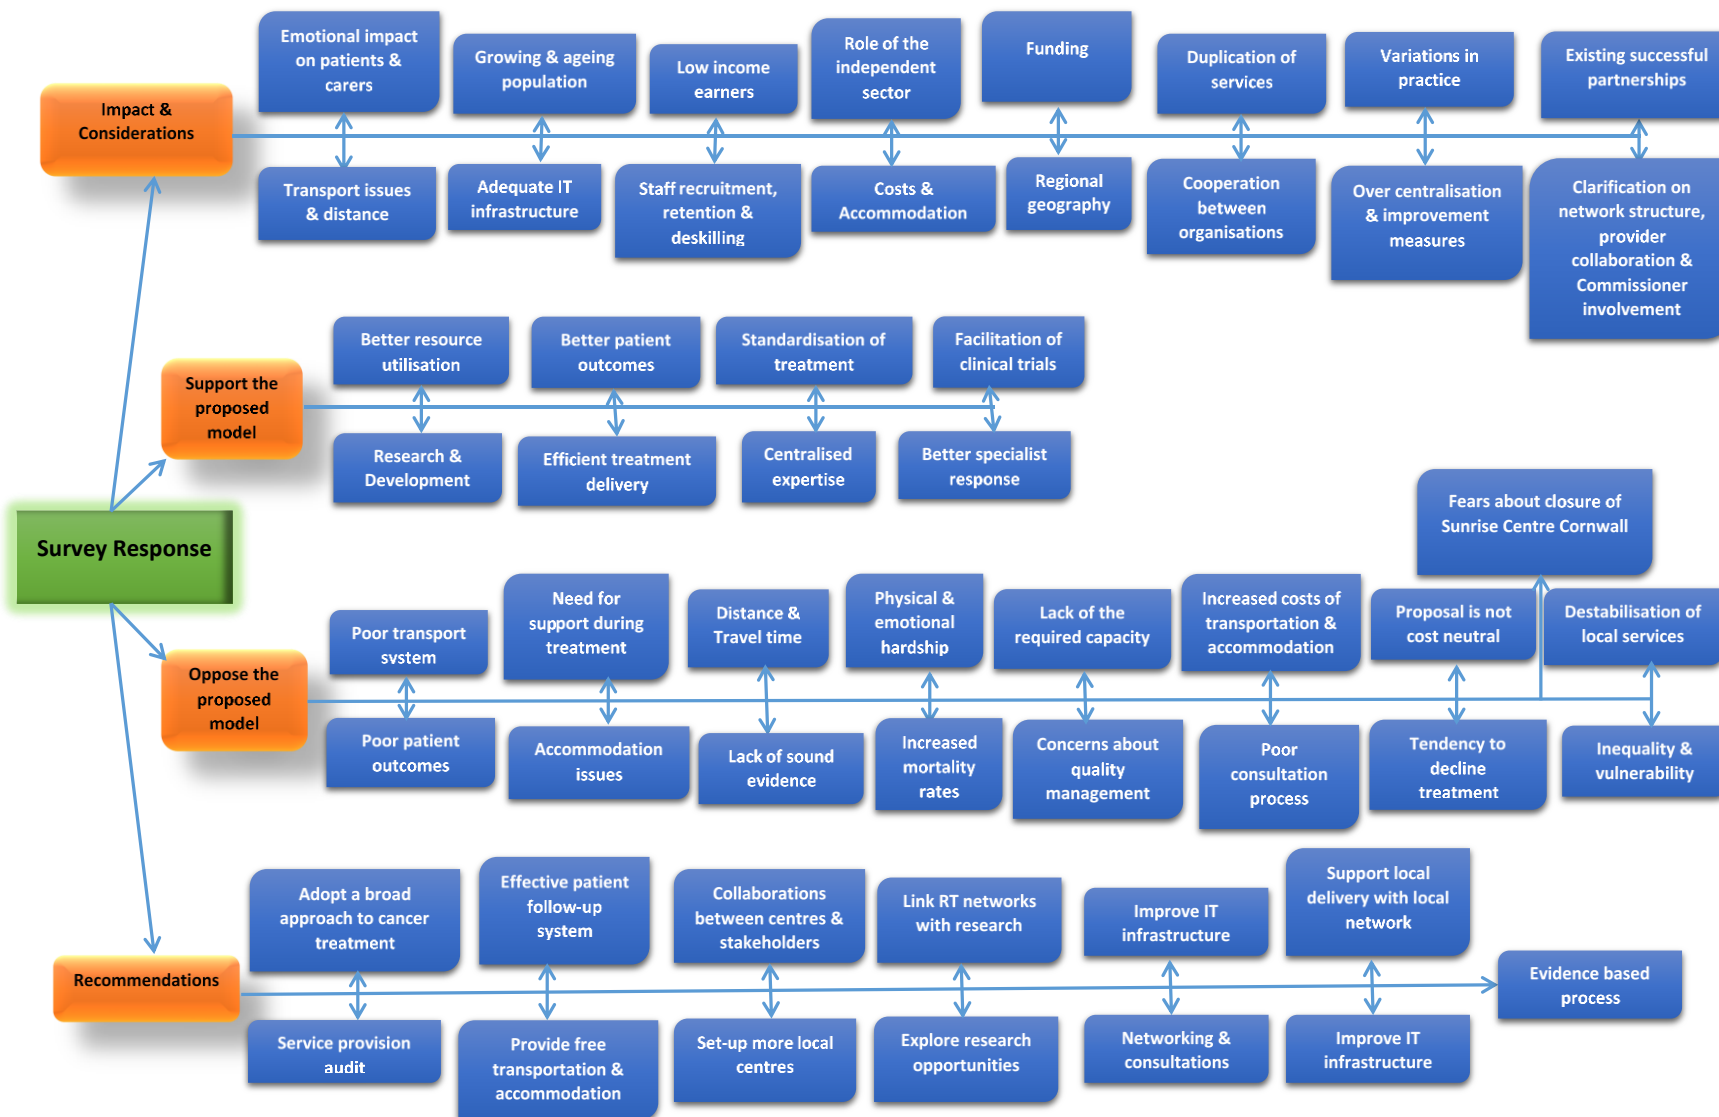 Emotional impact
on patients &
carers
Growing & ageing
population
Low income
earners
Role of the
independent
sector
Funding
Duplication of
services
Variations in
practice
Existing successful
partnerships
Impact &
Considerations
Transport issues
& distance
Adequate IT
infrastructure
Staff recruitment,
retention &
deskilling
Costs &
Accommodation
Regional
geography
Cooperation
between
organisations
Over centralisation
& improvement
measures
Clarification on
network structure,
provider
collaboration &
Commissioner
involvement
Better resource
utilisation
Better patient
outcomes
Standardisation of
treatment
Facilitation of
clinical trials
Support the
proposed
model
Research &
Development
Efficient treatment
delivery
Centralised
expertise
Better specialist
response
Survey Response
Fears about closure of
Sunrise Centre Cornwall
Poor transport
system
Need for
support during
treatment
Distance &
Travel time
Physical &
emotional
hardship
Lack of the
required capacity
Increased costs of
transportation &
accommodation
Proposal is not
cost neutral
Destabilisation of
local services
Oppose the
proposed
model
Poor patient
outcomes
Accommodation
issues
Lack of sound
evidence
Increased
mortality
rates
Concerns about
quality
management
Poor
consultation
process
Tendency to
decline
treatment
Inequality &
vulnerability
Adopt a broad
approach to cancer
treatment
Effective patient
follow-up
system
Collaborations
between centres &
stakeholders
Link RT networks
with research
Improve IT
infrastructure
Support local
delivery with local
network
Recommendations
Evidence based
process
Service provision
audit
Provide free
transportation &
accommodation
Set-up more local
centres
Explore research
opportunities
Networking &
consultations
Improve IT
infrastructure